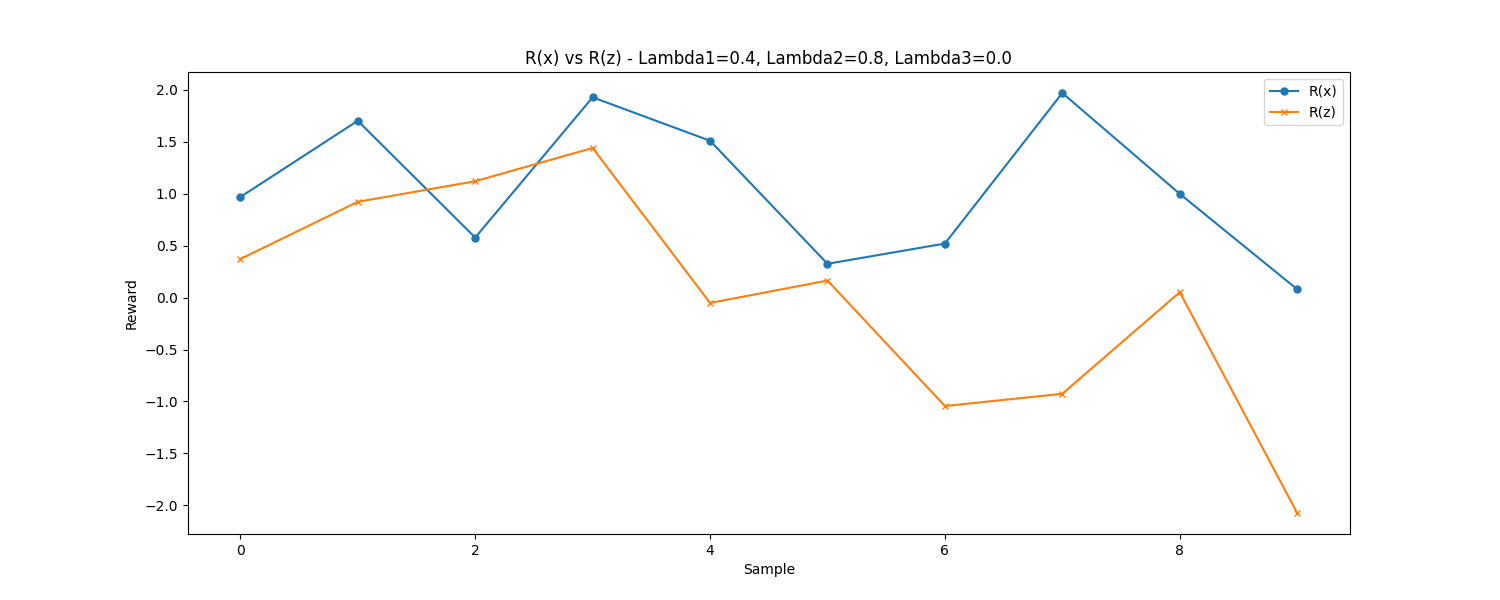 R(x) vs R(z) - Lambda1=0.4, Lambda2=0.8, Lambda3=0.0
R(x)
R(z)
2.0
1.5
1.0
0.5
0.0
−0.5
−1.0
−1.5
−2.0
Reward
0 2 4 6 8
Sample